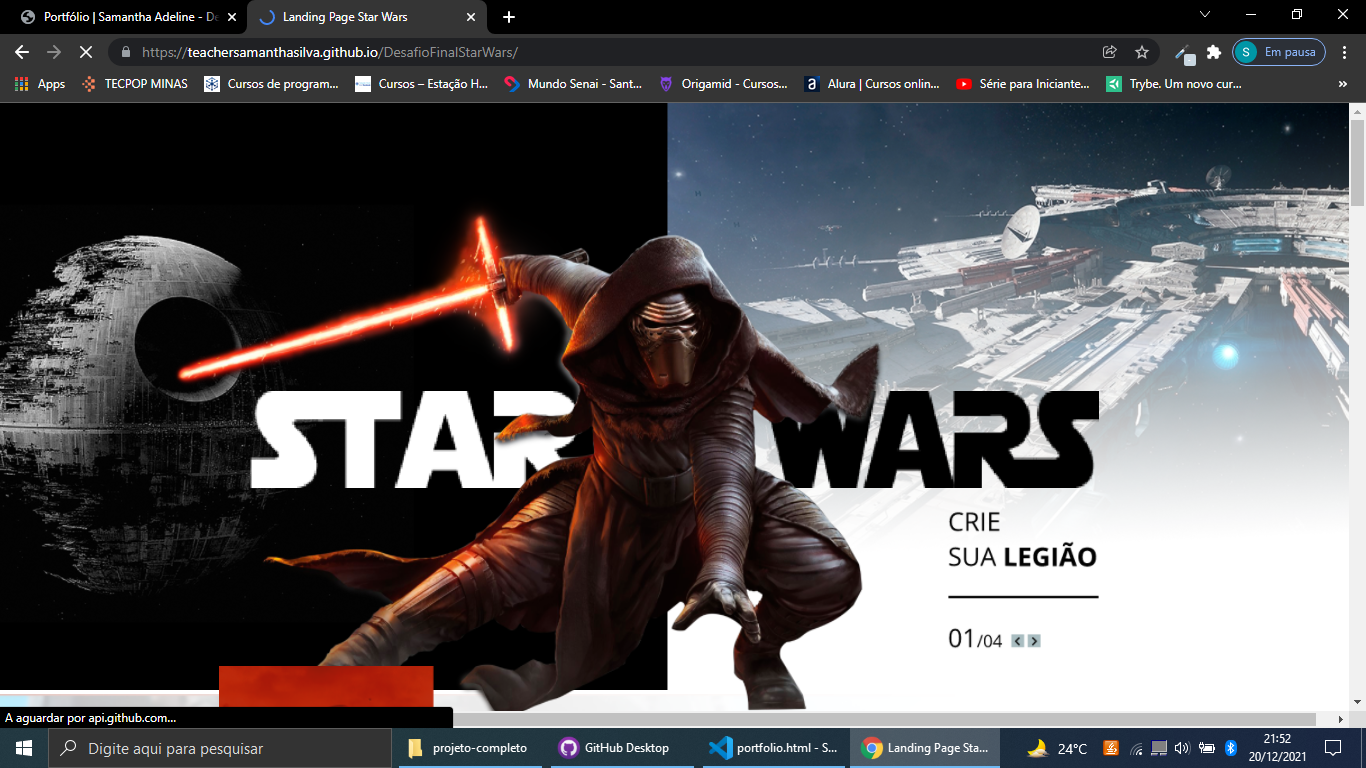 Portfólio | Samantha Adeline - De
Landing Page Star Wars
https://teachersamanthasilva.github.io/DesafioFinalStarWars/
S Em pausa
Apps
TECPOP MINAS
Cursos de program...
Cursos – Estação H...
Mundo Senai - Sant...
Origamid - Cursos...
a Alura | Cursos onlin...
Série para Iniciante...
Trybe. Um novo cur...
»
STAR WARS
CRIE
SUA LEGIÃO
01/04
A aguardar por api.github.com...
Digite aqui para pesquisar
projeto-completo
GitHub Desktop
portfolio.html - S...
Landing Page Sta...
24°C
21:52
20/12/2021